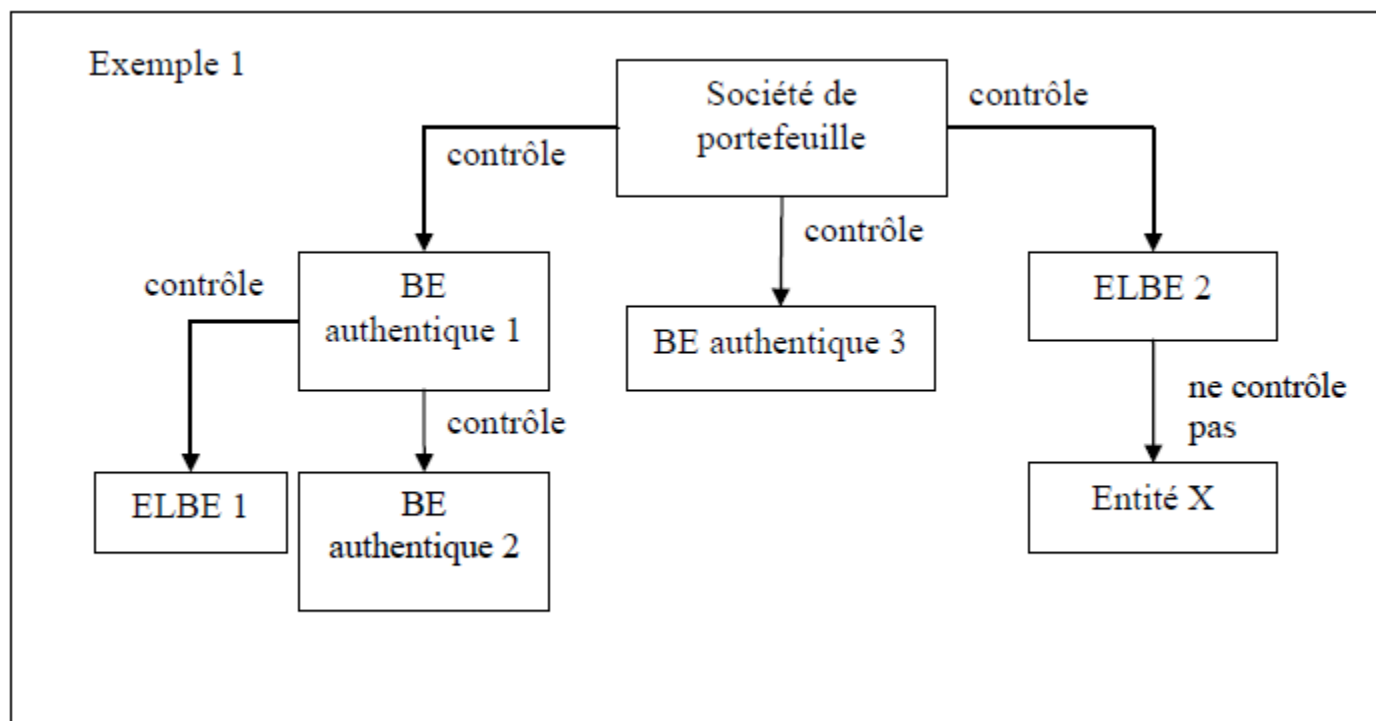 Exemple 1
Société de
portefeuille
contrôle
contrôle
contrôle
contrôle
BE
authentique 1
BE authentique 3
ELBE 2
contrôle
ne contrôle
pas
ELBE 1
BE
authentique 2
Entité X